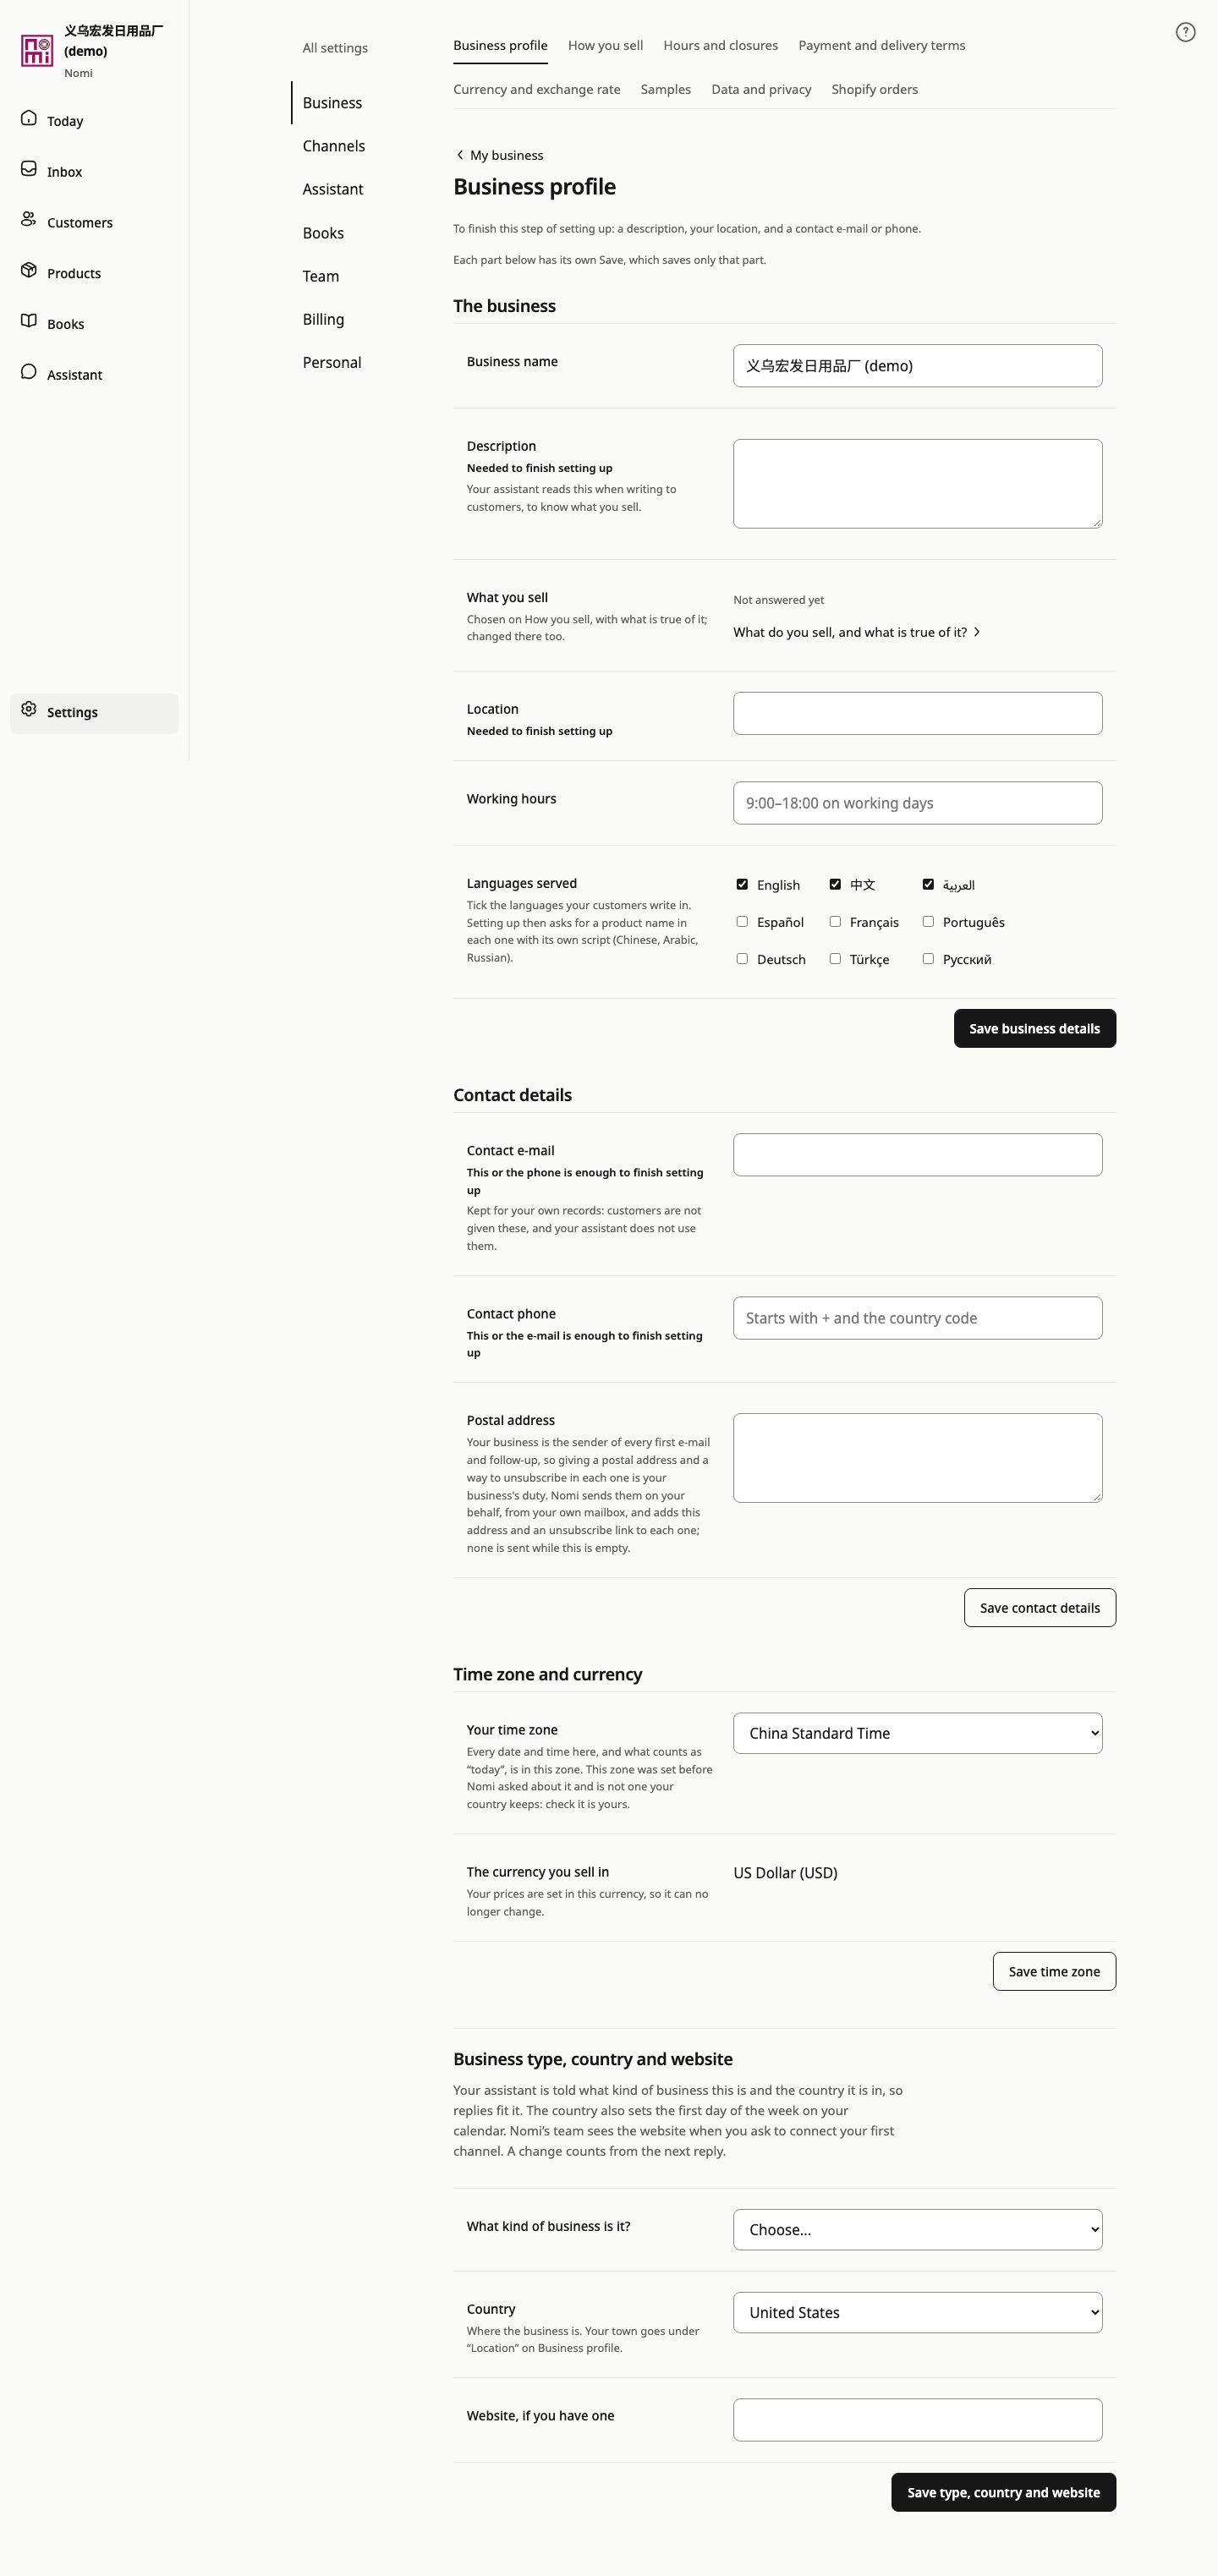 义乌宏发日用品厂
(demo)
Nomi
Today
Inbox
Customers
Products
Books
Assistant
Settings
All settings
Business
Channels
Assistant
Books
Team
Billing
Personal
Business profile
How you sell
Hours and closures
Payment and delivery terms
Currency and exchange rate
Samples
Data and privacy
Shopify orders
My business
Business profile
To finish this step of setting up: a description, your location, and a contact e-mail or phone.
Each part below has its own Save, which saves only that part.
The business
Business name
义乌宏发日用品厂 (demo)
Description
Needed to finish setting up
Your assistant reads this when writing to
customers, to know what you sell.
What you sell
Chosen on How you sell, with what is true of it;
changed there too.
Not answered yet
What do you sell, and what is true of it?
Location
Needed to finish setting up
Working hours
9:00–18:00 on working days
Languages served
Tick the languages your customers write in.
Setting up then asks for a product name in
each one with its own script (Chinese, Arabic,
Russian).
English
中文
العربية
Español
Français
Português
Deutsch
Türkçe
Русский
Save business details
Contact details
Contact e-mail
This or the phone is enough to finish setting
up
Kept for your own records: customers are not
given these, and your assistant does not use
them.
Contact phone
This or the e-mail is enough to finish setting
up
Starts with + and the country code
Postal address
Your business is the sender of every first e-mail
and follow-up, so giving a postal address and a
way to unsubscribe in each one is your
business's duty. Nomi sends them on your
behalf, from your own mailbox, and adds this
address and an unsubscribe link to each one;
none is sent while this is empty.
Save contact details
Time zone and currency
Your time zone
Every date and time here, and what counts as
“today”, is in this zone. This zone was set before
Nomi asked about it and is not one your
country keeps: check it is yours.
China Standard Time
The currency you sell in
Your prices are set in this currency, so it can no
longer change.
US Dollar (USD)
Save time zone
Business type, country and website
Your assistant is told what kind of business this is and the country it is in, so
replies fit it. The country also sets the first day of the week on your
calendar. Nomi’s team sees the website when you ask to connect your first
channel. A change counts from the next reply.
What kind of business is it?
Choose…
Country
Where the business is. Your town goes under
“Location” on Business profile.
United States
Website, if you have one
Save type, country and website